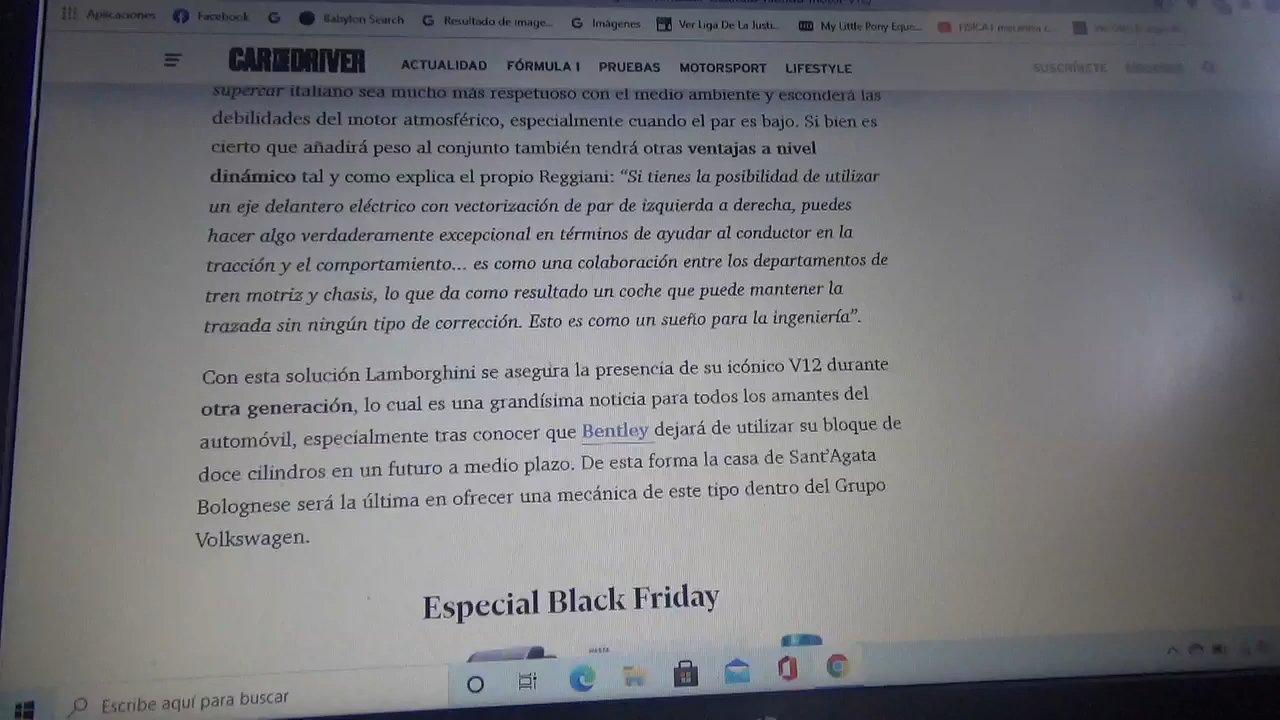 Aplicaciones Facebook Babylon Search Resultado de image... Imágenes Ver Liga De La Justi... My Little Pony Eque...
CAR AND DRIVER ACTUALIDAD FÓRMULA 1 PRUEBAS MOTORSPORT LIFESTYLE SUSCRÍBETE
supercar italiano sea mucho más respetuoso con el medio ambiente y esconderá las
debilidades del motor atmosférico, especialmente cuando el par es bajo. Si bien es
cierto que añadirá peso al conjunto también tendrá otras ventajas a nivel
dinámico tal y como explica el propio Reggiani: “Si tienes la posibilidad de utilizar
un eje delantero eléctrico con vectorización de par de izquierda a derecha, puedes
hacer algo verdaderamente excepcional en términos de ayudar al conductor en la
tracción y el comportamiento... es como una colaboración entre los departamentos de
tren motriz y chasis, lo que da como resultado un coche que puede mantener la
trazada sin ningún tipo de corrección. Esto es como un sueño para la ingeniería”.
Con esta solución Lamborghini se asegura la presencia de su icónico V12 durante
otra generación, lo cual es una grandísima noticia para todos los amantes del
automóvil, especialmente tras conocer que Bentley dejará de utilizar su bloque de
doce cilindros en un futuro a medio plazo. De esta forma la casa de Sant'Agata
Bolognese será la última en ofrecer una mecánica de este tipo dentro del Grupo
Volkswagen.
Especial Black Friday
Escribe aquí para buscar